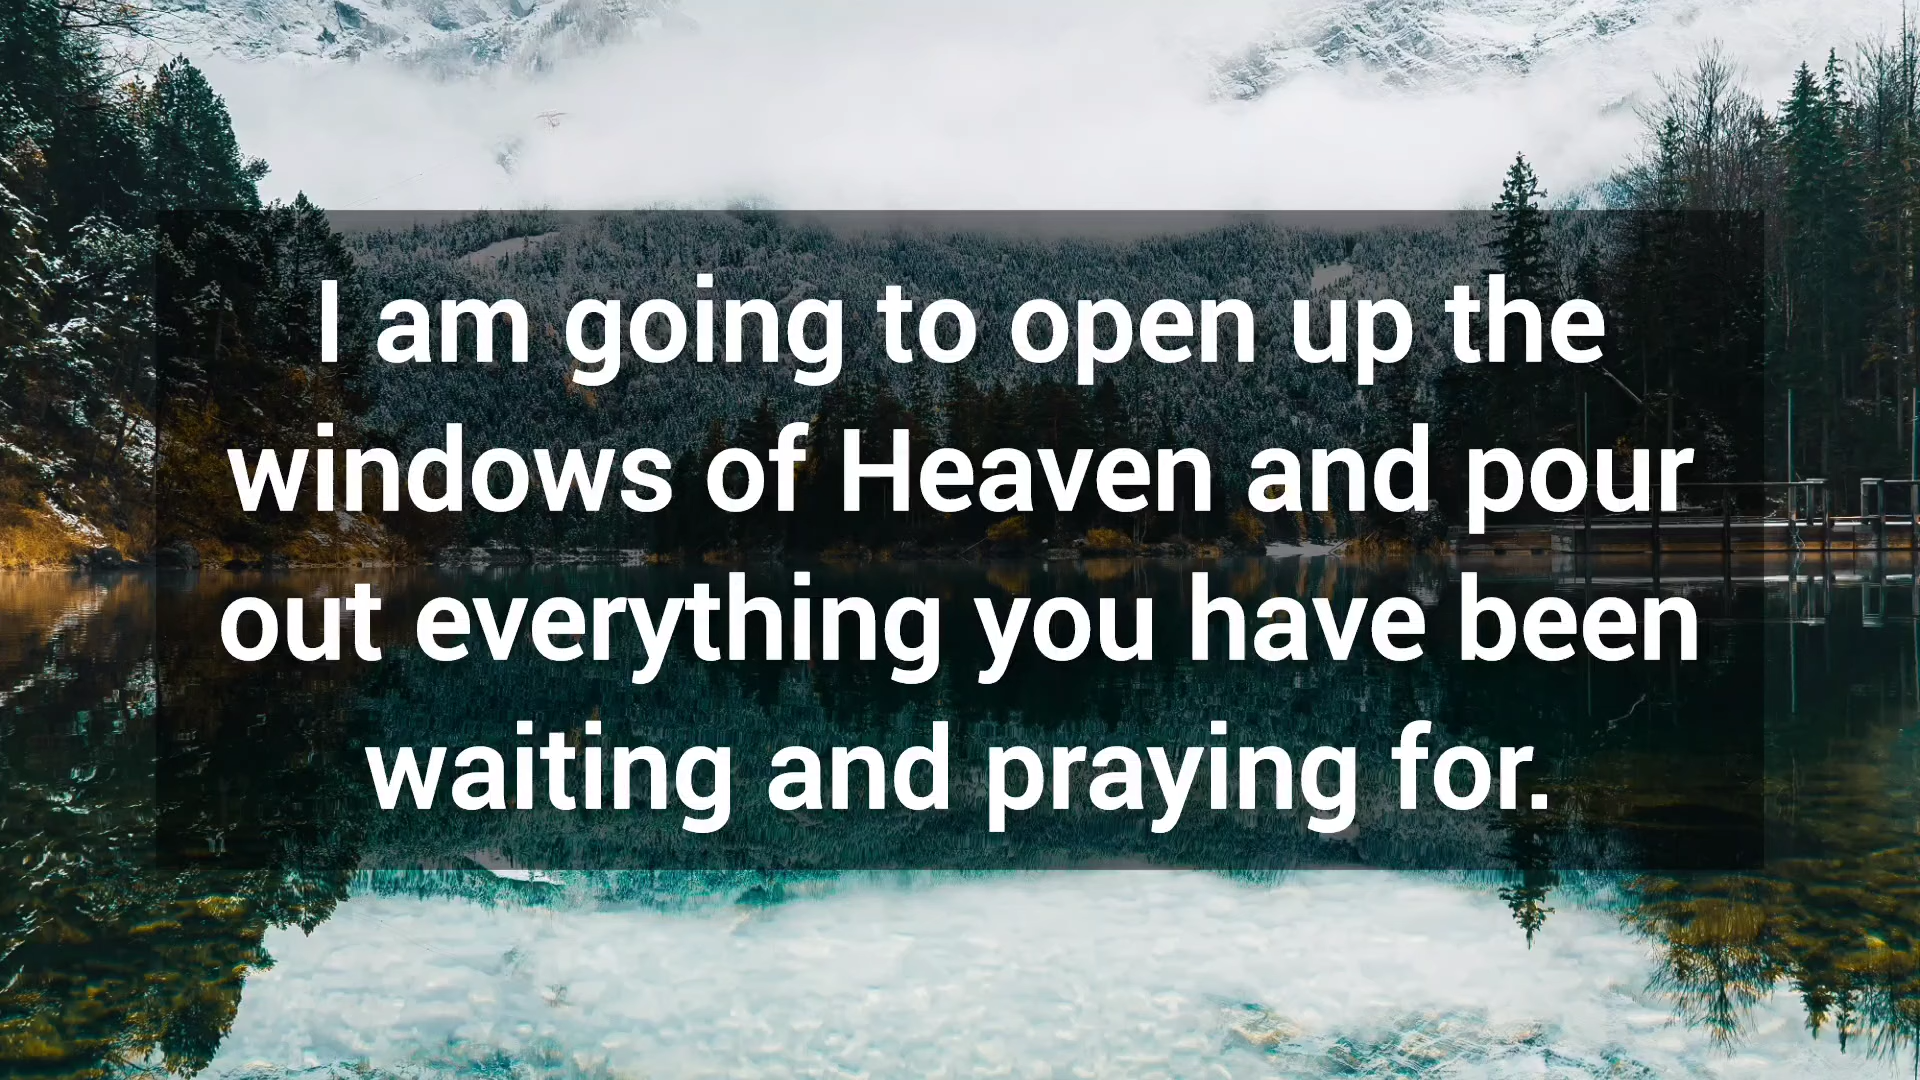 I am going to open up the
windows of Heaven and pour
out everything you have been
waiting and praying for.